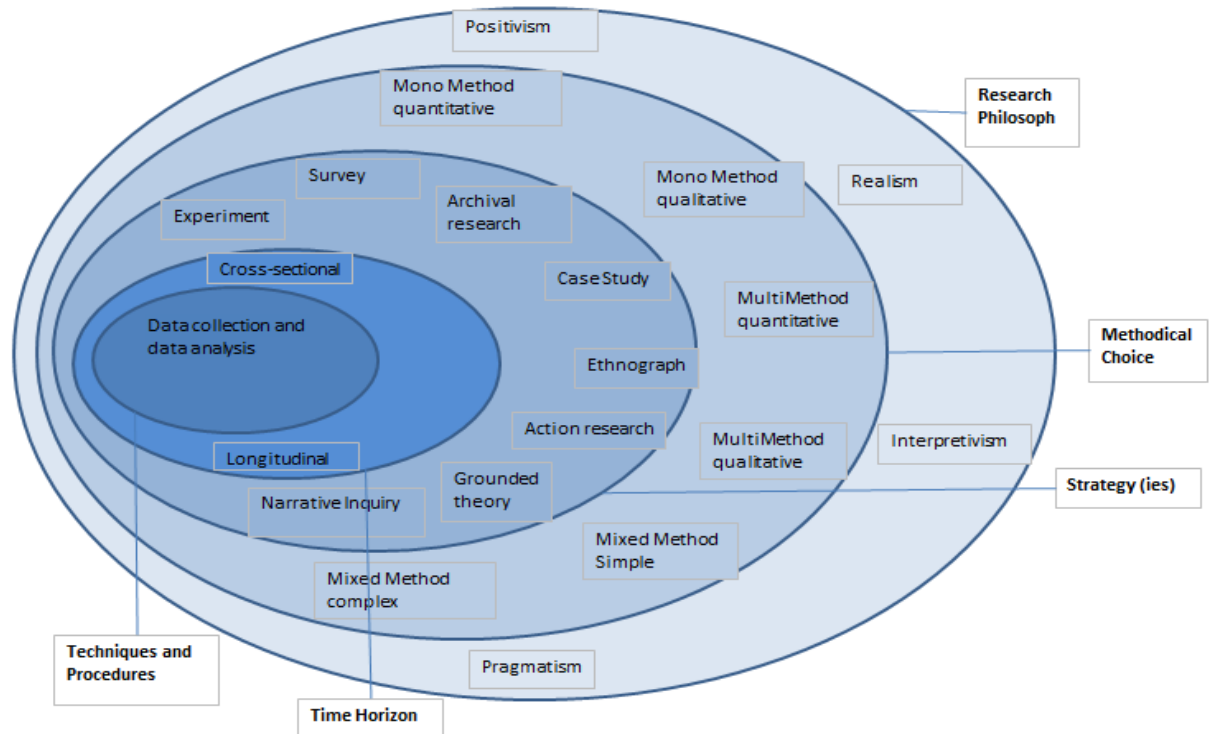 Positivism
Mono Method
quantitative
Research
Philosoph
Survey
Mono Method
qualitative
Realism
Archival
research
Experiment
Cross-sectional
Case Study
MultiMethod
quantitative
Data collection and
data analysis
Methodical
Choice
Ethnograph
Action research
MultiMethod
qualitative
Interpretivism
Longitudinal
Grounded
theory
Strategy (ies)
Narrative Inquiry
Mixed Method
Simple
Mixed Method
complex
Techniques and
Procedures
Pragmatism
Time Horizon